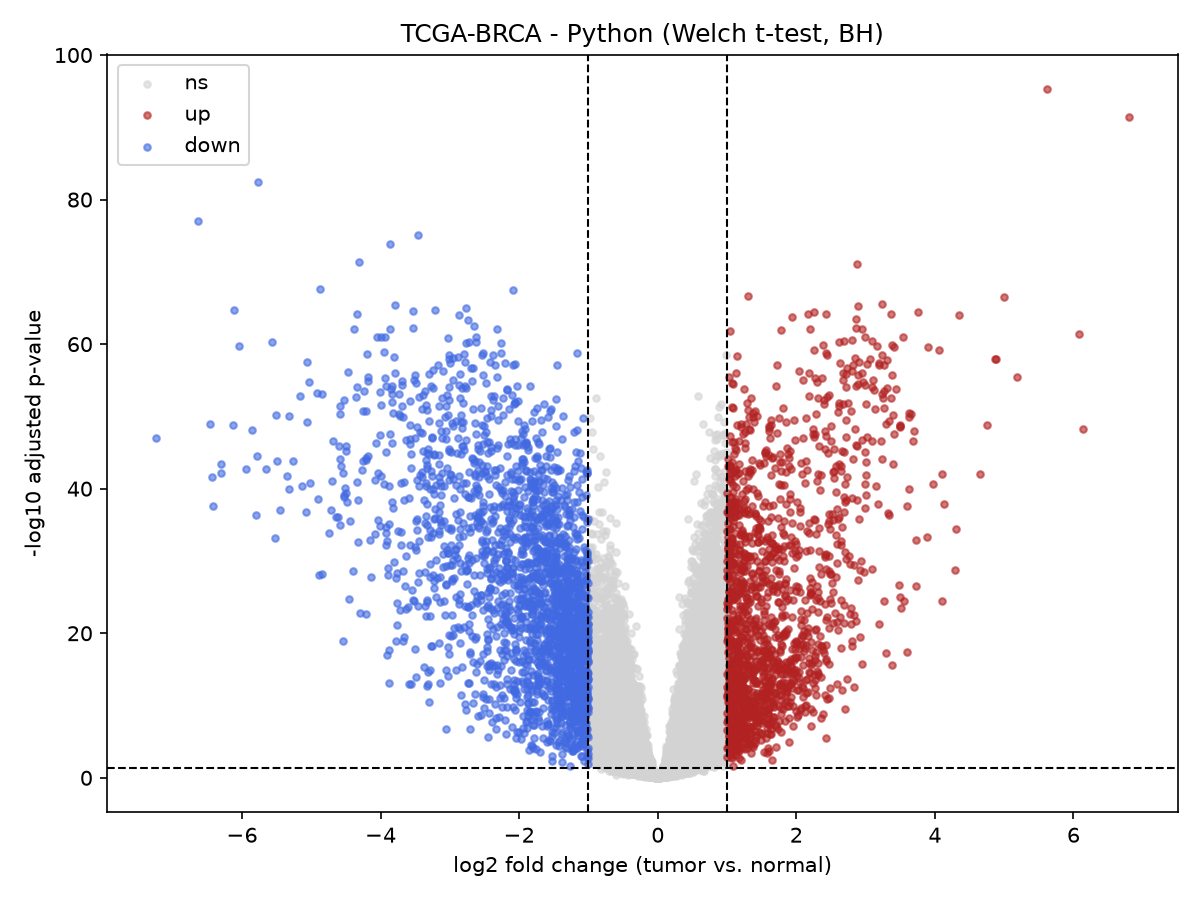 TCGA-BRCA - Python (Welch t-test, BH)
ns
up
down
100
80
60
40
20
0
-log10 adjusted p-value
−6
−4
−2
0
2
4
6
log2 fold change (tumor vs. normal)